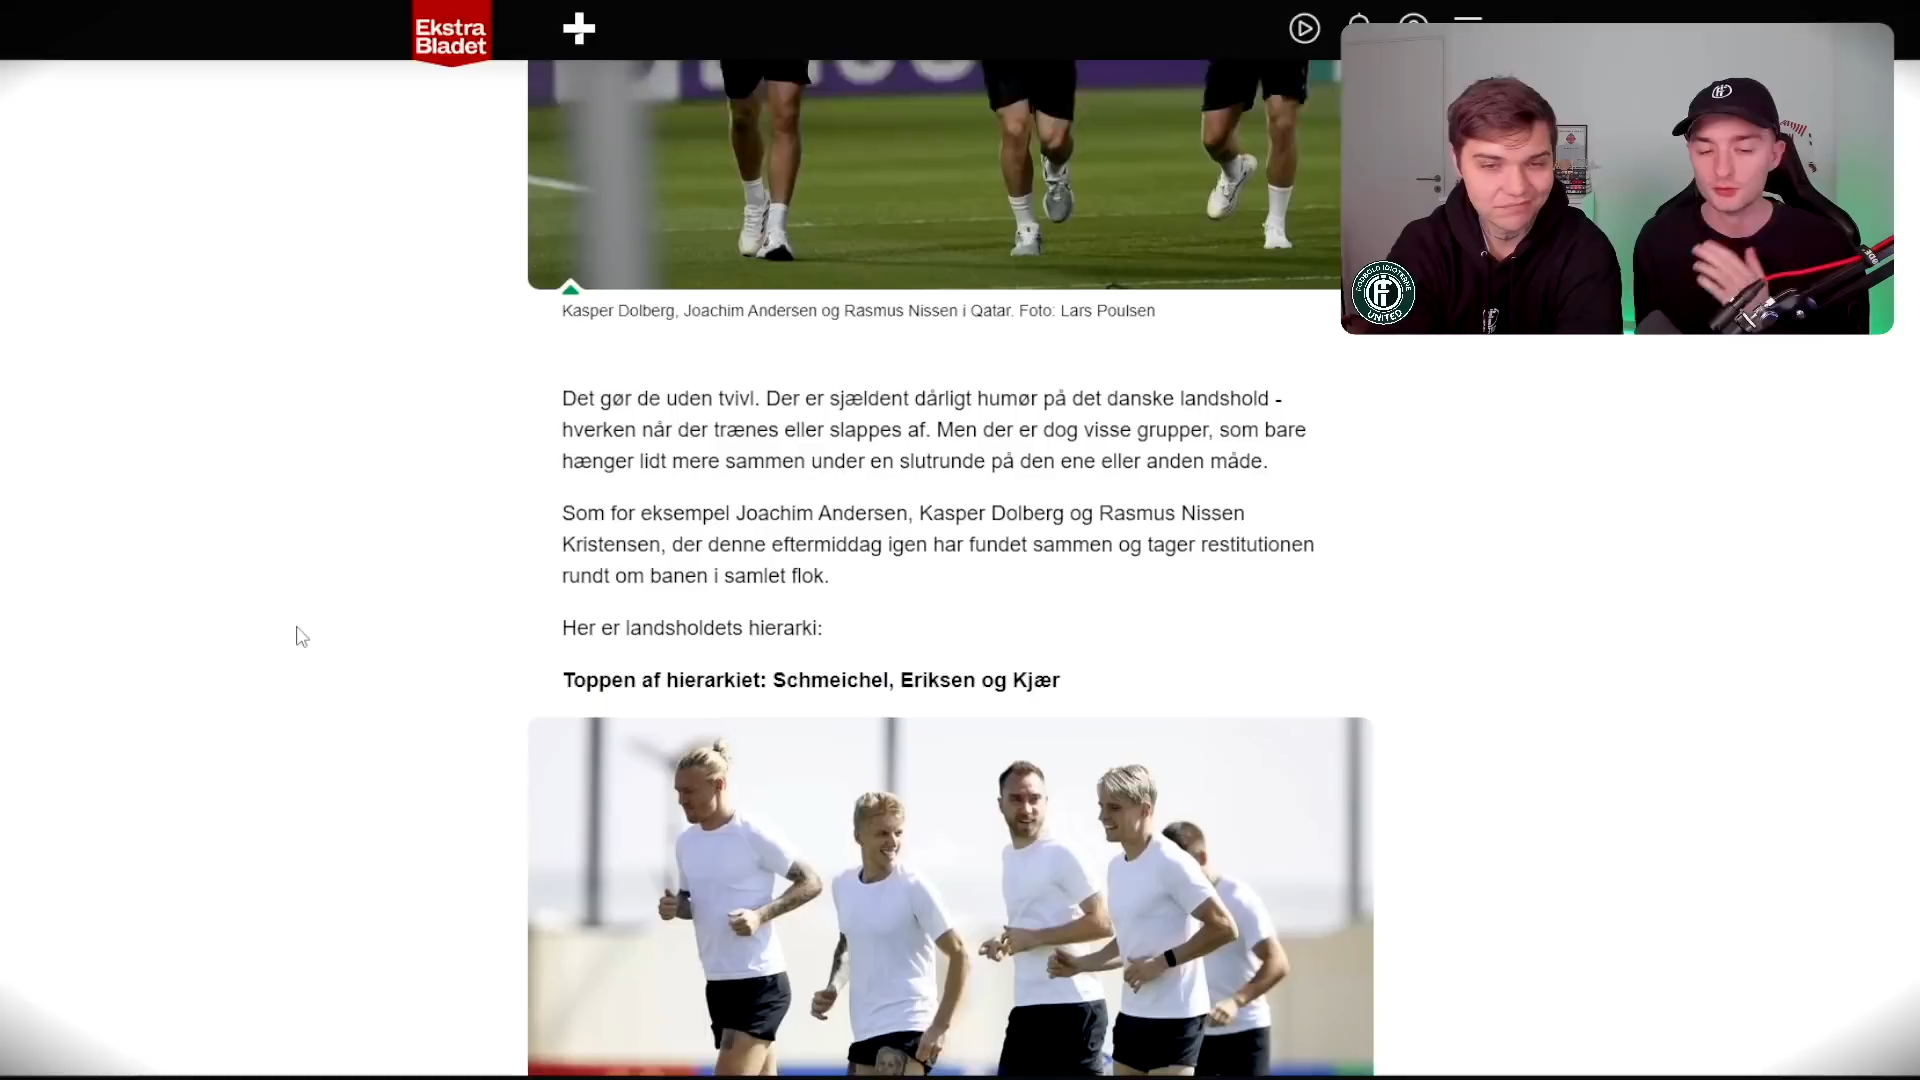 Ekstra
Bladet
Kasper Dolberg, Joachim Andersen og Rasmus Nissen i Qatar. Foto: Lars Poulsen
FODBOLD IDIOTERNE
UNITED
Det gør de uden tvivl. Der er sjældent dårligt humør på det danske landshold -
hverken når der trænes eller slappes af. Men der er dog visse grupper, som bare
hænger lidt mere sammen under en slutrunde på den ene eller anden måde.
Som for eksempel Joachim Andersen, Kasper Dolberg og Rasmus Nissen
Kristensen, der denne eftermiddag igen har fundet sammen og tager restitutionen
rundt om banen i samlet flok.
Her er landsholdets hierarki:
Toppen af hierarkiet: Schmeichel, Eriksen og Kjær